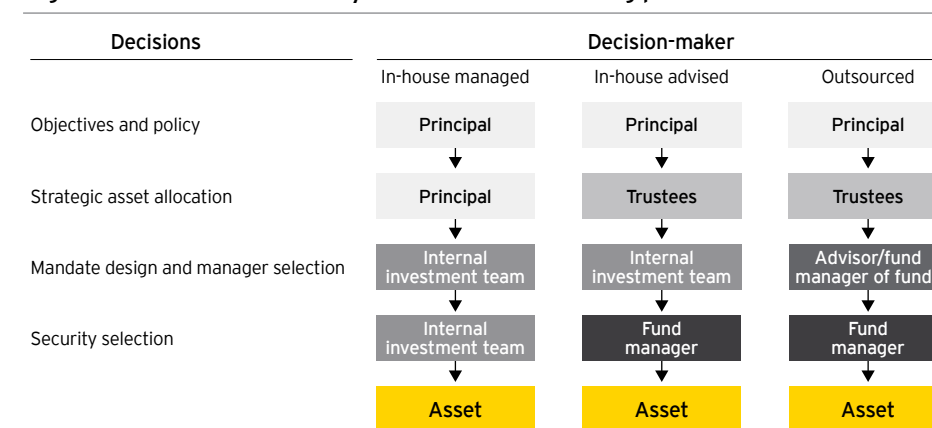 Decisions
Decision-maker
In-house managed
In-house advised
Outsourced
Objectives and policy
Principal
Principal
Principal
Strategic asset allocation
Principal
Trustees
Trustees
Mandate design and manager selection
Internal
investment team
Internal
investment team
Advisor/fund
manager of fund
Security selection
Internal
investment team
Fund
manager
Fund
manager
Asset
Asset
Asset